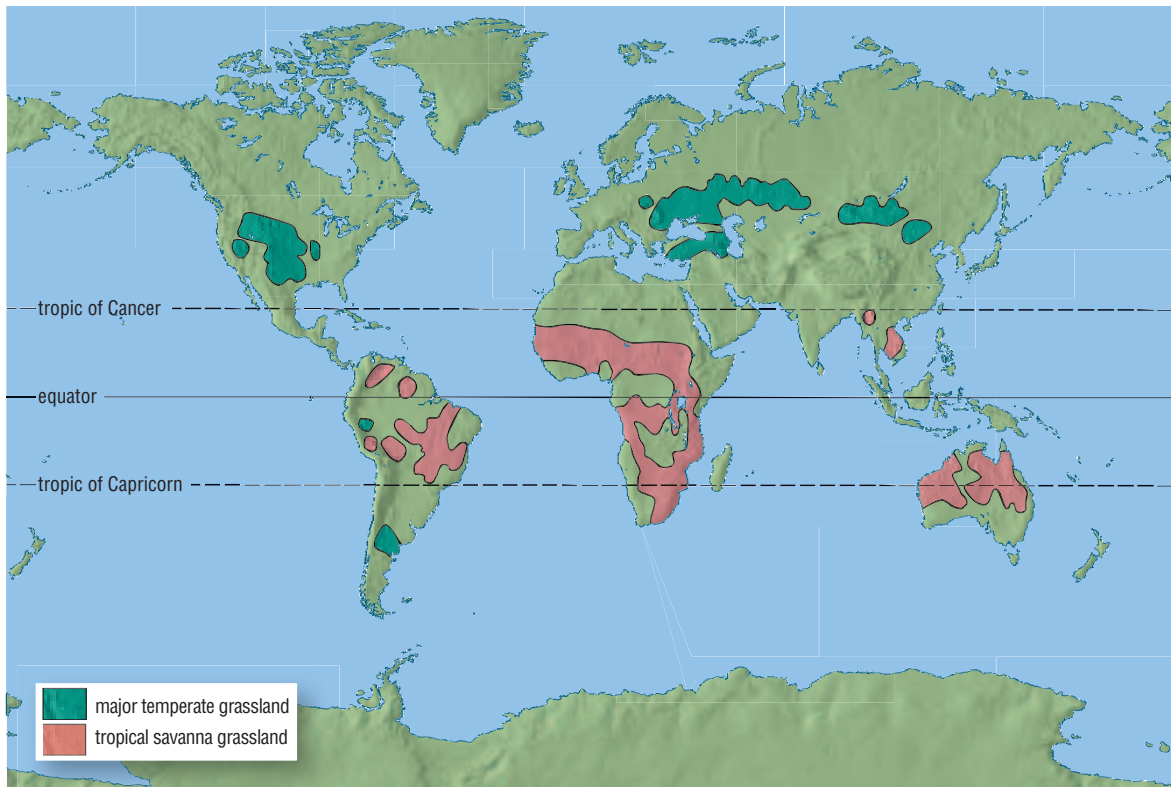 tropic of Cancer
equator
tropic of Capricorn
major temperate grassland
tropical savanna grassland